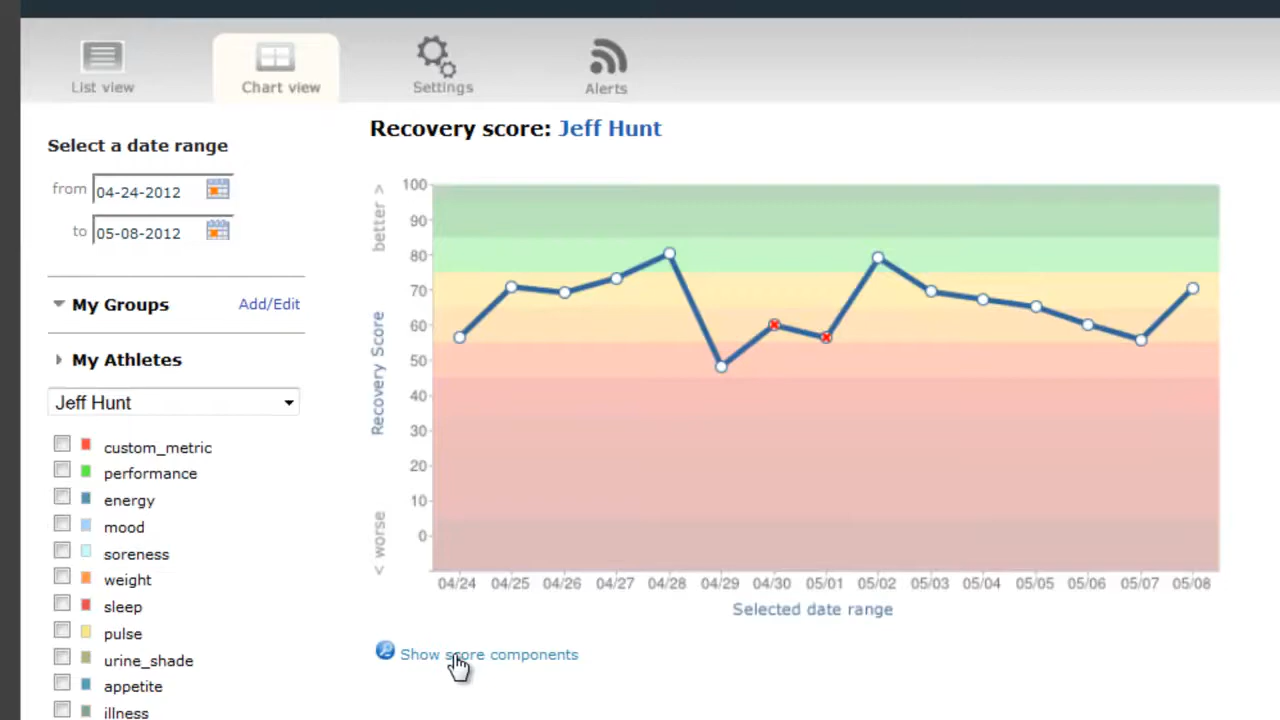 List view
Chart view
Settings
Alerts
Select a date range
from 04-24-2012
to 05-08-2012
My Groups Add/Edit
My Athletes
Jeff Hunt
custom_metric
performance
energy
mood
soreness
weight
sleep
pulse
urine_shade
appetite
illness
Recovery score: Jeff Hunt
better >
Recovery Score
< worse
100
90
80
70
60
50
40
30
20
10
0
04/24 04/25 04/26 04/27 04/28 04/29 04/30 05/01 05/02 05/03 05/04 05/05 05/06 05/07 05/08
Selected date range
Show score components